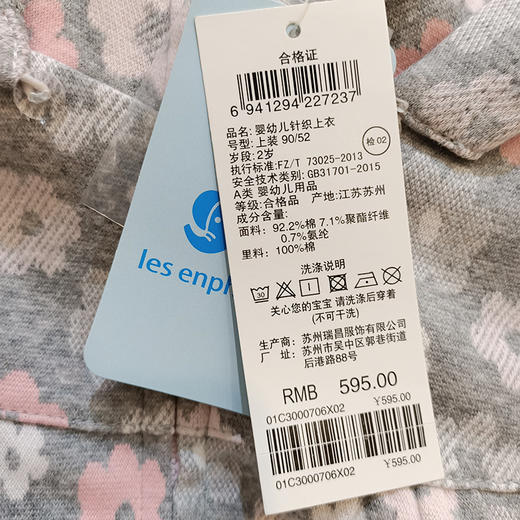 合格证
6 941294 227237
品名: 婴幼儿针织上衣
号型: 上装 90/52
岁段: 2岁
检 02
执行标准: FZ/T 73025-2013
安全技术类别: GB31701-2015
A类 婴幼儿用品
等级: 合格品 产地: 江苏苏州
成分含量:
面料: 92.2%棉 7.1%聚酯纤维
0.7%氨纶
里料: 100%棉
洗涤说明
30
关心您的宝宝 请洗涤后穿着
(不可干洗)
生产商: 苏州瑞昌服饰有限公司
厂 址: 苏州市吴中区郭巷街道
后港路88号
RMB 595.00
01C3000706X02 ¥595.00
01C3000706X02 ¥595.00
les enph